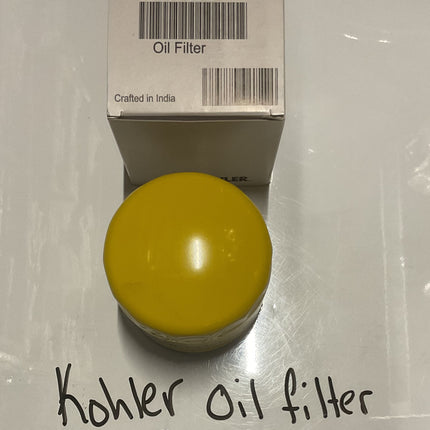 Oil Filter
Crafted in India
Kohler oil filter